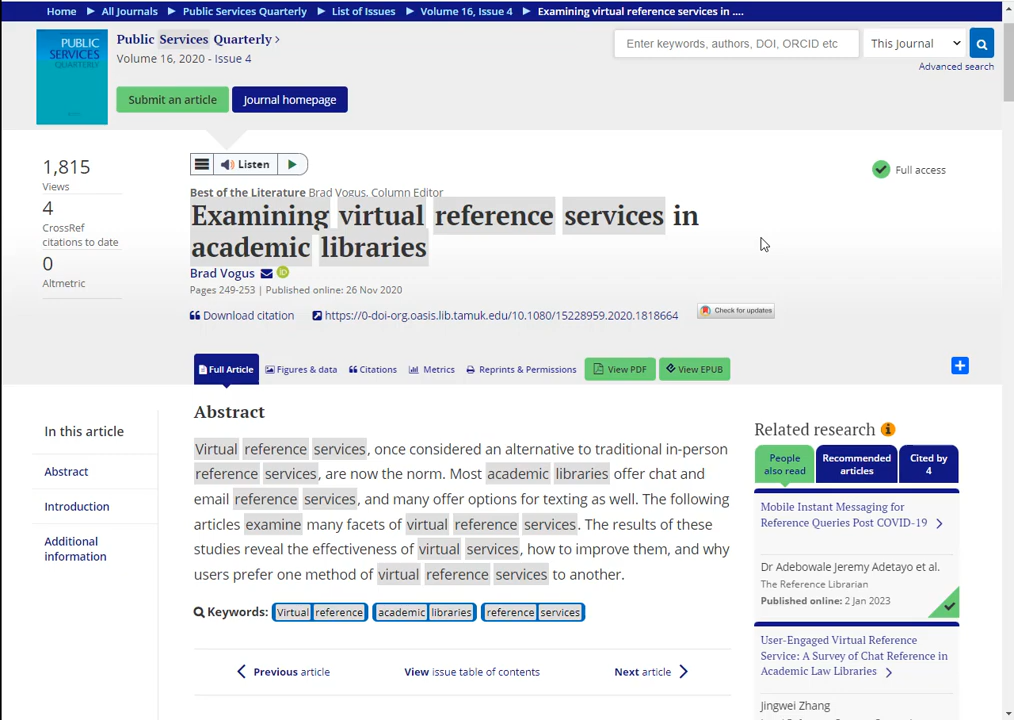 Home ▶ All Journals ▶ Public Services Quarterly ▶ List of Issues ▶ Volume 16, Issue 4 ▶ Examining virtual reference services in ....
PUBLIC
SERVICES
QUARTERLY
Public Services Quarterly >
Volume 16, 2020 - Issue 4
Enter keywords, authors, DOI, ORCID etc
This Journal
Advanced search
Submit an article
Journal homepage
1,815
Views
4
CrossRef
citations to date
0
Altmetric
Listen
Full access
Best of the Literature Brad Vogus, Column Editor
Examining virtual reference services in
academic libraries
Brad Vogus
iD
Pages 249-253 | Published online: 26 Nov 2020
Download citation
https://0-doi-org.oasis.lib.tamuk.edu/10.1080/15228959.2020.1818664
Check for updates
Full Article
Figures & data
Citations
Metrics
Reprints & Permissions
View PDF
View EPUB
In this article
Abstract
Introduction
Additional
information
Abstract
Virtual reference services, once considered an alternative to traditional in-person
reference services, are now the norm. Most academic libraries offer chat and
email reference services, and many offer options for texting as well. The following
articles examine many facets of virtual reference services. The results of these
studies reveal the effectiveness of virtual services, how to improve them, and why
users prefer one method of virtual reference services to another.
Keywords: Virtual reference academic libraries reference services
Previous article
View issue table of contents
Next article
Related research
People
also read
Recommended
articles
Cited by
4
Mobile Instant Messaging for
Reference Queries Post COVID-19
Dr Adebowale Jeremy Adetayo et al.
The Reference Librarian
Published online: 2 Jan 2023
User-Engaged Virtual Reference
Service: A Survey of Chat Reference in
Academic Law Libraries
Jingwei Zhang